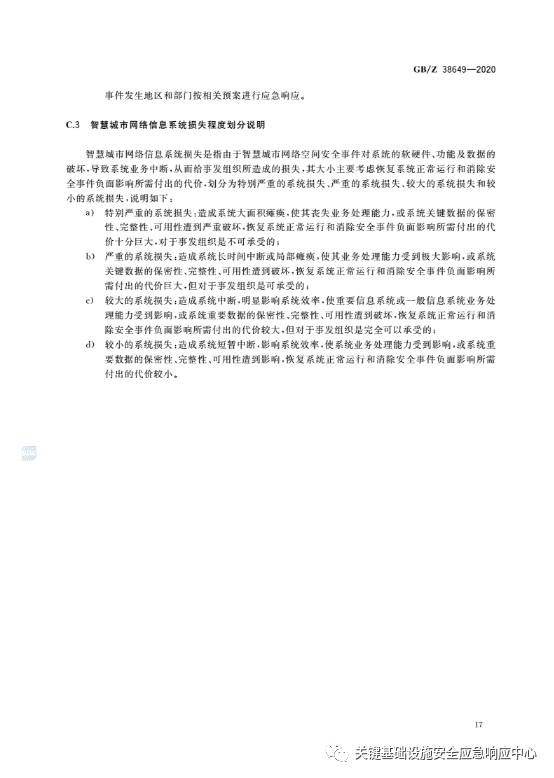 GB/Z 38649—2020
事件发生地区和部门按相关预案进行应急响应。
C.3 智慧城市网络信息系统损失程度划分说明
智慧城市网络信息系统损失是指由于智慧城市网络空间安全事件对系统的软硬件、功能及数据的
破坏,导致系统业务中断,从而给事发组织所造成的损失,其大小主要考虑恢复系统正常运行和消除安
全事件负面影响所需付出的代价,划分为特别严重的系统损失、严重的系统损失、较大的系统损失和较
小的系统损失,说明如下:
a) 特别严重的系统损失:造成系统大面积瘫痪,使其丧失业务处理能力,或系统关键数据的保密
性、完整性、可用性遭到严重破坏,恢复系统正常运行和消除安全事件负面影响所需付出的代
价十分巨大,对于事发组织是不可承受的;
b) 严重的系统损失:造成系统长时间中断或局部瘫痪,使其业务处理能力受到极大影响,或系统
关键数据的保密性、完整性、可用性遭到破坏,恢复系统正常运行和消除安全事件负面影响所
需付出的代价巨大,但对于事发组织是可承受的;
c) 较大的系统损失:造成系统中断,明显影响系统效率,使重要信息系统或一般信息系统业务处
理能力受到影响,或系统重要数据的保密性、完整性、可用性遭到破坏,恢复系统正常运行和消
除安全事件负面影响所需付出的代价较大,但对于事发组织是完全可以承受的;
d) 较小的系统损失:造成系统短暂中断,影响系统效率,使系统业务处理能力受到影响,或系统重
要数据的保密性、完整性、可用性遭到影响,恢复系统正常运行和消除安全事件负面影响所需
付出的代价较小。
17
关键基础设施安全应急响应中心